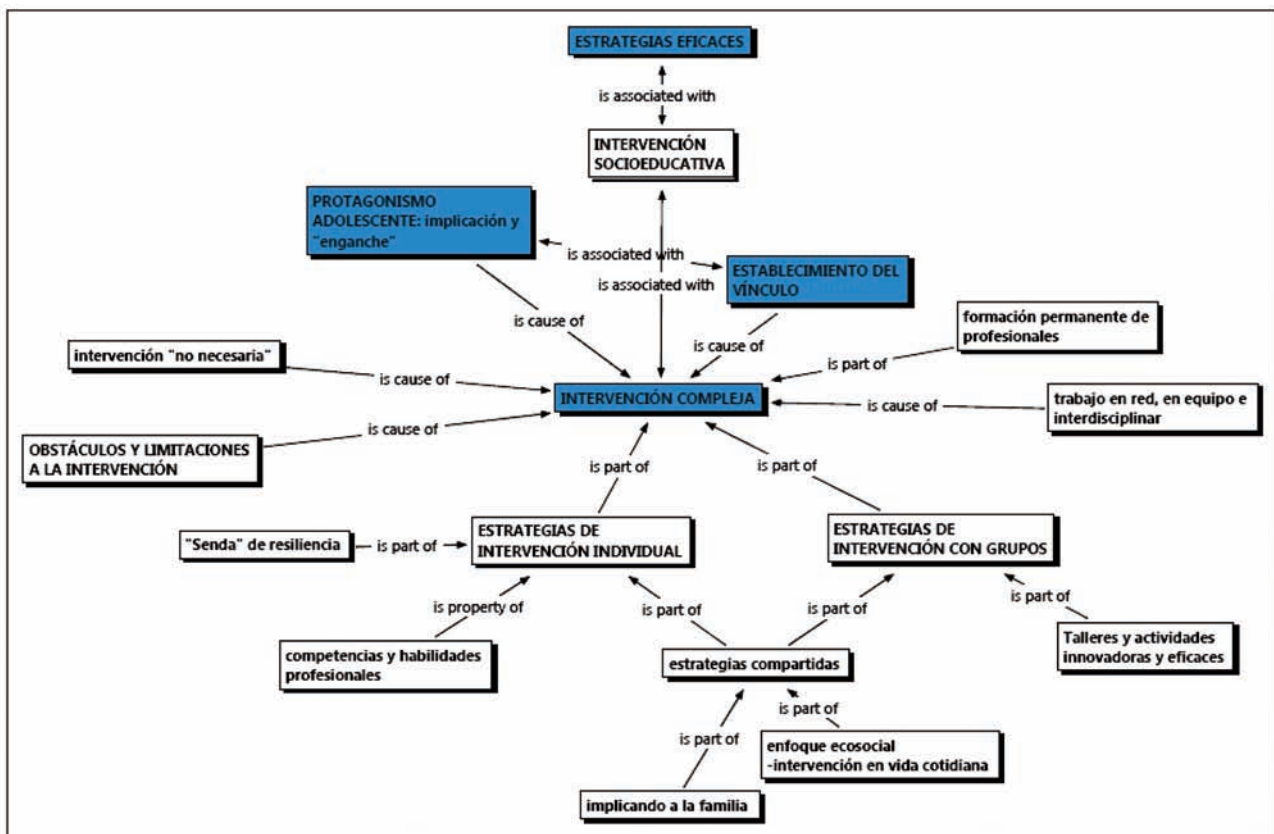 ESTRATEGIAS EFICACES
is associated with
INTERVENCIÓN
SOCIOEDUCATIVA
PROTAGONISMO
ADOLESCENTE: implicación y
"enganche"
is associated with
ESTABLECIMIENTO DEL
VÍNCULO
is associated with
is cause of
is cause of
formación permanente de
profesionales
is part of
intervención "no necesaria"
is cause of
INTERVENCIÓN COMPLEJA
trabajo en red, en equipo e
interdisciplinar
is cause of
OBSTÁCULOS Y LIMITACIONES
A LA INTERVENCIÓN
is cause of
is part of
is part of
"Senda" de resiliencia
is part of
ESTRATEGIAS DE
INTERVENCIÓN INDIVIDUAL
ESTRATEGIAS DE
INTERVENCIÓN CON GRUPOS
is property of
is part of
is part of
is part of
competencias y habilidades
profesionales
estrategias compartidas
Talleres y actividades
innovadoras y eficaces
is part of
is part of
enfoque ecosocial
-intervención en vida cotidiana
implicando a la familia